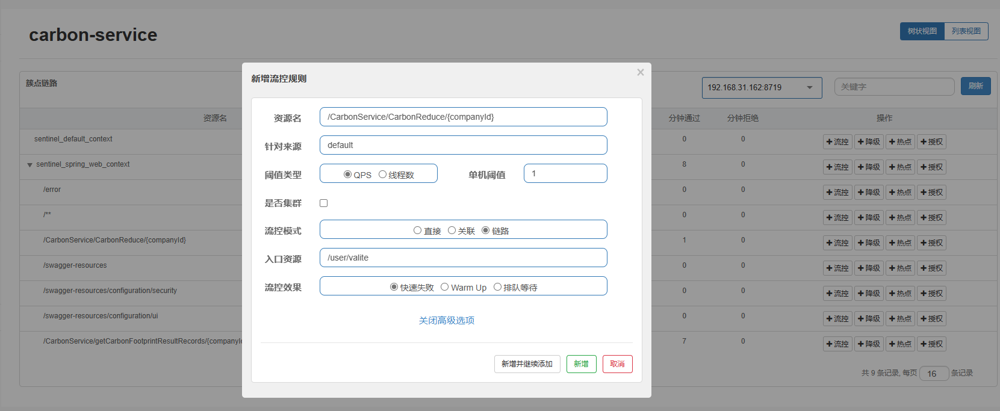 carbon-service
树状视图 列表视图
簇点链路
192.168.31.162:8719 关键字 刷新
资源名 分钟通过 分钟拒绝 操作
sentinel_default_context 0 0 流控 降级 热点 授权
sentinel_spring_web_context 8 0 流控 降级 热点 授权
/error 0 0 流控 降级 热点 授权
/** 0 0 流控 降级 热点 授权
/CarbonService/CarbonReduce/{companyId} 1 0 流控 降级 热点 授权
/swagger-resources 0 0 流控 降级 热点 授权
/swagger-resources/configuration/security 0 0 流控 降级 热点 授权
/swagger-resources/configuration/ui 0 0 流控 降级 热点 授权
/CarbonService/getCarbonFootprintResultRecords/{companyI 7 0 流控 降级 热点 授权
共 9 条记录, 每页 16 条记录
新增流控规则 ×
资源名 /CarbonService/CarbonReduce/{companyId}
针对来源 default
阈值类型 QPS 线程数 单机阈值 1
是否集群
流控模式 直接 关联 链路
入口资源 /user/valite
流控效果 快速失败 Warm Up 排队等待
关闭高级选项
新增并继续添加 新增 取消